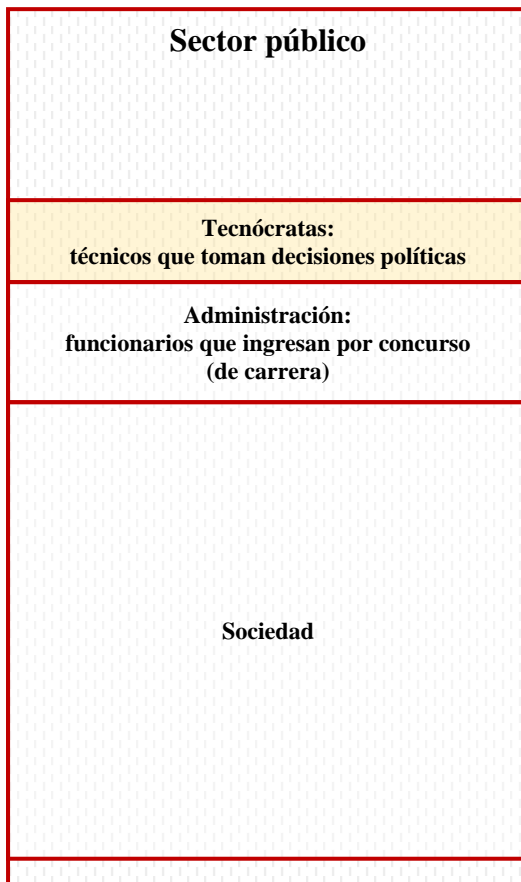 Sector público
Tecnócratas:
técnicos que toman decisiones políticas
Administración:
funcionarios que ingresan por concurso
(de carrera)
Sociedad